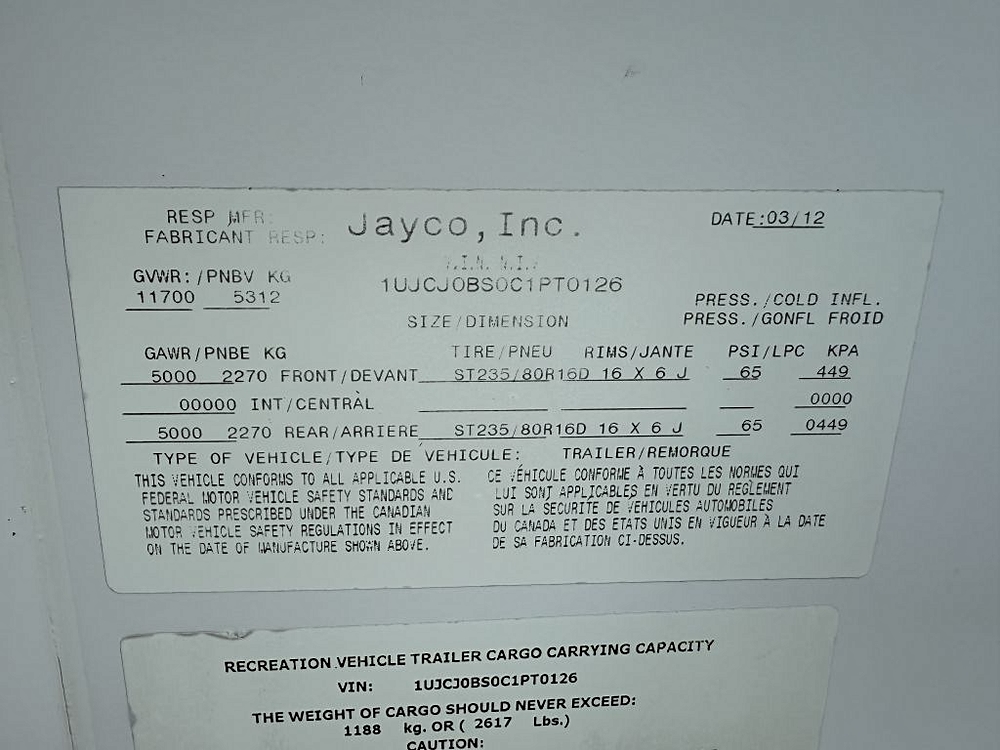 RESP MFR:
FABRICANT RESP:
Jayco,Inc.
DATE:03/12
V.I.N. N.I.V
1UJCJ0BS0C1PT0126
GVWR:/PNBV KG
11700 5312
PRESS./COLD INFL.
SIZE/DIMENSION PRESS./GONFL FROID
GAWR/PNBE KG TIRE/PNEU RIMS/JANTE PSI/LPC KPA
5000 2270 FRONT/DEVANT ST235/80R16D 16 X 6 J 65 449
00000 INT/CENTRAL 0000
5000 2270 REAR/ARRIERE ST235/80R16D 16 X 6 J 65 0449
TYPE OF VEHICLE/TYPE DE VEHICULE: TRAILER/REMORQUE
THIS VEHICLE CONFORMS TO ALL APPLICABLE U.S.
FEDERAL MOTOR VEHICLE SAFETY STANDARDS AND
STANDARDS PRESCRIBED UNDER THE CANADIAN
MOTOR VEHICLE SAFETY REGULATIONS IN EFFECT
ON THE DATE OF MANUFACTURE SHOWN ABOVE.
CE VÉHICULE CONFORME À TOUTES LES NORMES QUI
LUI SONT APPLICABLES EN VERTU DU REGLEMENT
SUR LA SECURITE DE VEHICULES AUTOMOBILES
DU CANADA ET DES ETATS UNIS EN VIGUEUR À LA DATE
DE SA FABRICATION CI-DESSUS.
RECREATION VEHICLE TRAILER CARGO CARRYING CAPACITY
VIN: 1UJCJ0BS0C1PT0126
THE WEIGHT OF CARGO SHOULD NEVER EXCEED:
1188 kg. OR ( 2617 Lbs.)
CAUTION: